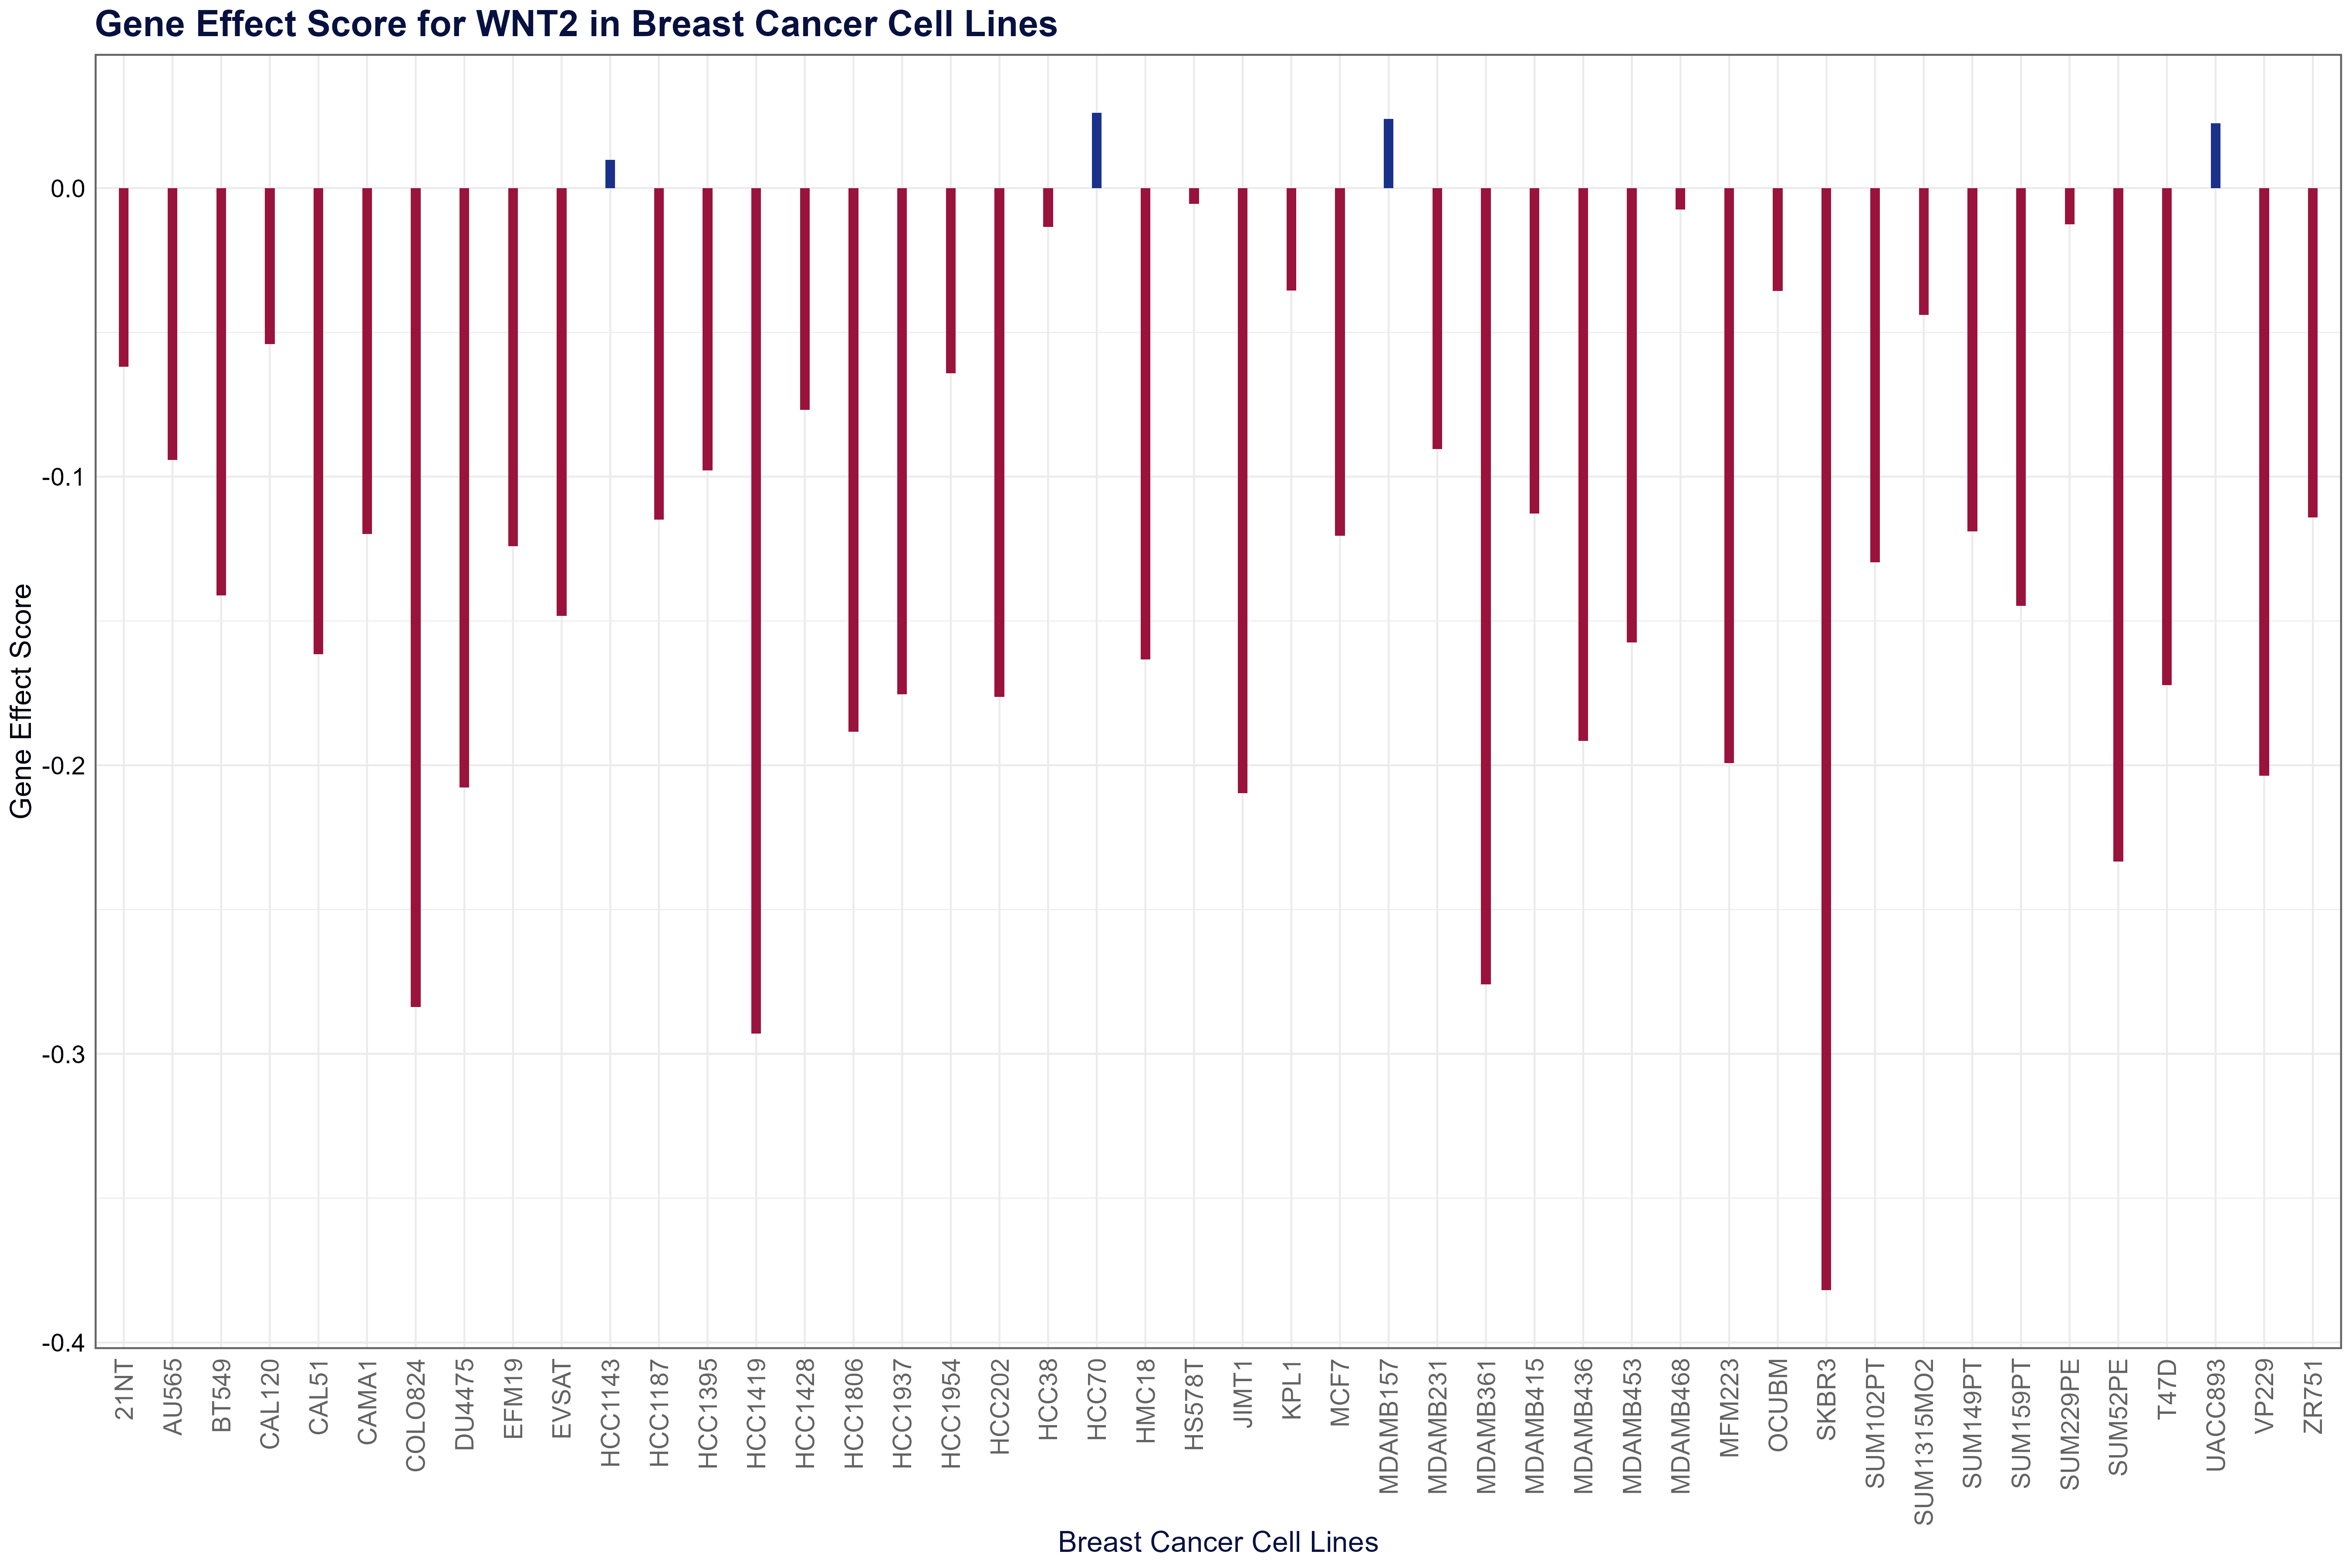 Gene Effect Score for WNT2 in Breast Cancer Cell Lines
Gene Effect Score
0.0
-0.1
-0.2
-0.3
-0.4
21NT
AU565
BT549
CAL120
CAL51
CAMA1
COLO824
DU4475
EFM19
EVSAT
HCC1143
HCC1187
HCC1395
HCC1419
HCC1428
HCC1806
HCC1937
HCC1954
HCC202
HCC38
HCC70
HMC18
HS578T
JIMT1
KPL1
MCF7
MDAMB157
MDAMB231
MDAMB361
MDAMB415
MDAMB436
MDAMB453
MDAMB468
MFM223
OCUBM
SKBR3
SUM102PT
SUM1315MO2
SUM149PT
SUM159PT
SUM229PE
SUM52PE
T47D
UACC893
VP229
ZR751
Breast Cancer Cell Lines